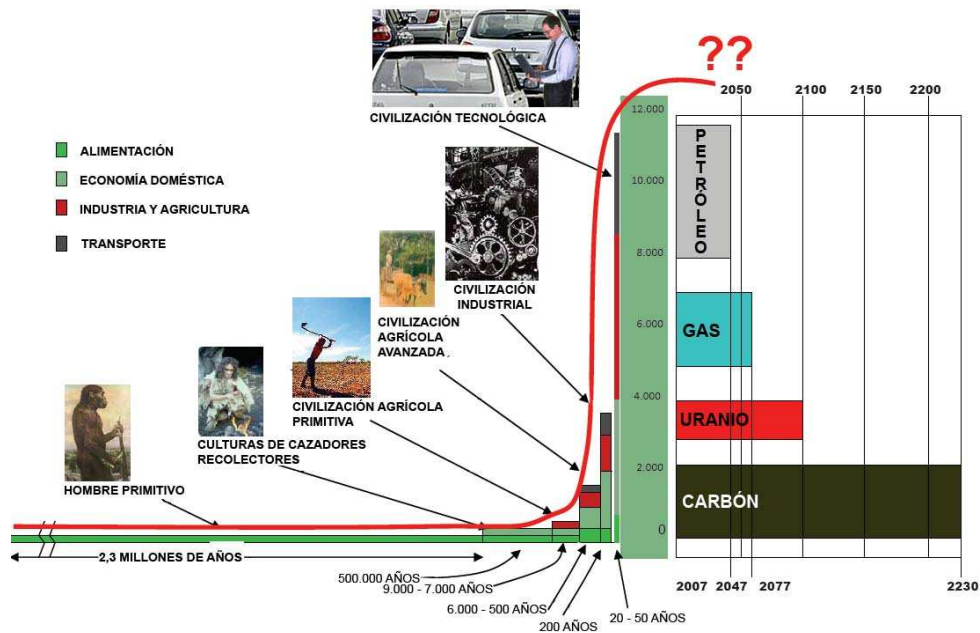 ??
2050
2100
2150
2200
CIVILIZACIÓN TECNOLÓGICA
ALIMENTACIÓN
ECONOMÍA DOMÉSTICA
INDUSTRIA Y AGRICULTURA
TRANSPORTE
CIVILIZACIÓN
INDUSTRIAL
CIVILIZACIÓN
AGRÍCOLA
AVANZADA .
CIVILIZACIÓN AGRÍCOLA
PRIMITIVA
CULTURAS DE CAZADORES
RECOLECTORES
HOMBRE PRIMITIVO
12.000
10.000
8.000
6.000
4.000
2.000
0
PETRÓLEO
GAS
URANIO
CARBÓN
2,3 MILLONES DE AÑOS
500.000 AÑOS
9.000 - 7.000 AÑOS
6.000 - 500 AÑOS
200 AÑOS
20 - 50 AÑOS
2007
2047
2077
2230